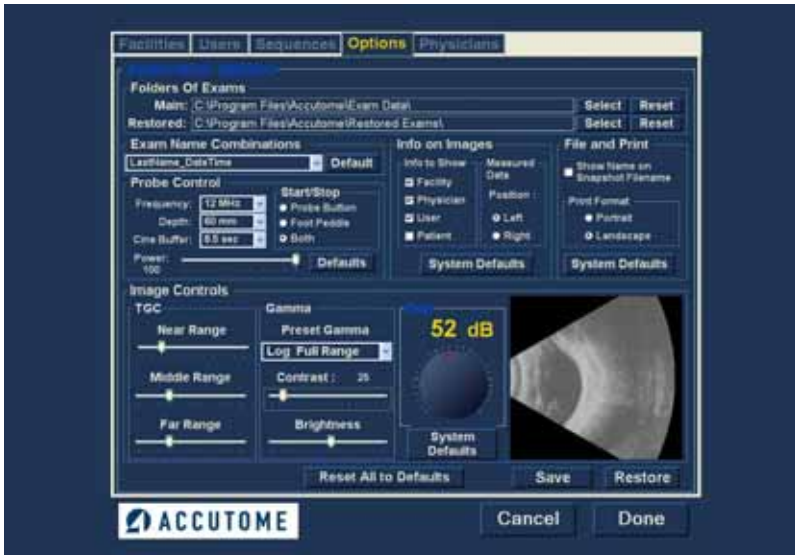 Facilities Users Sequences Options Physicians
Folders Of Exams
Main: C:\Program Files\Accutome\Exam Data\ Select Reset
Restored: C:\Program Files\Accutome\Restored Exams\ Select Reset
Exam Name Combinations
LastName_DateTime Default
Probe Control
Frequency: 12 MHz
Depth: 60 mm
Cine Buffer: 8.5 sec
Start/Stop
Probe Button
Foot Peddle
Both
Power:
100
Defaults
Info on Images
Info to Show
Facility
Physician
User
Patient
Measured
Data
Position :
Left
Right
System Defaults
File and Print
Show Name on
Snapshot Filename
Print Format
Portrait
Landscape
System Defaults
Image Controls
TGC
Near Range
Middle Range
Far Range
Gamma
Preset Gamma
Log Full Range
Contrast : 25
Brightness
52 dB
System
Defaults
Reset All to Defaults Save Restore
ACCUTOME Cancel Done